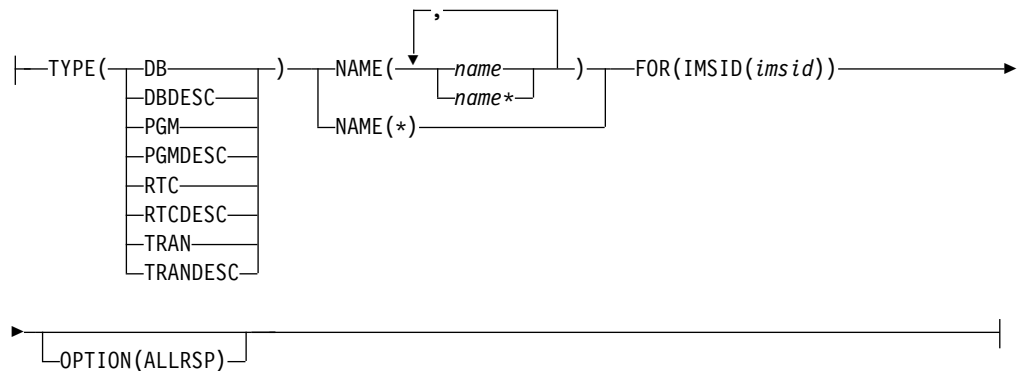 ,
TYPE( DB ) NAME( name ) FOR(IMSID(imsid))
DBDESC name*
PGM NAME(*)
PGMDESC
RTC
RTCDESC
TRAN
TRANDESC
OPTION(ALLRSP)